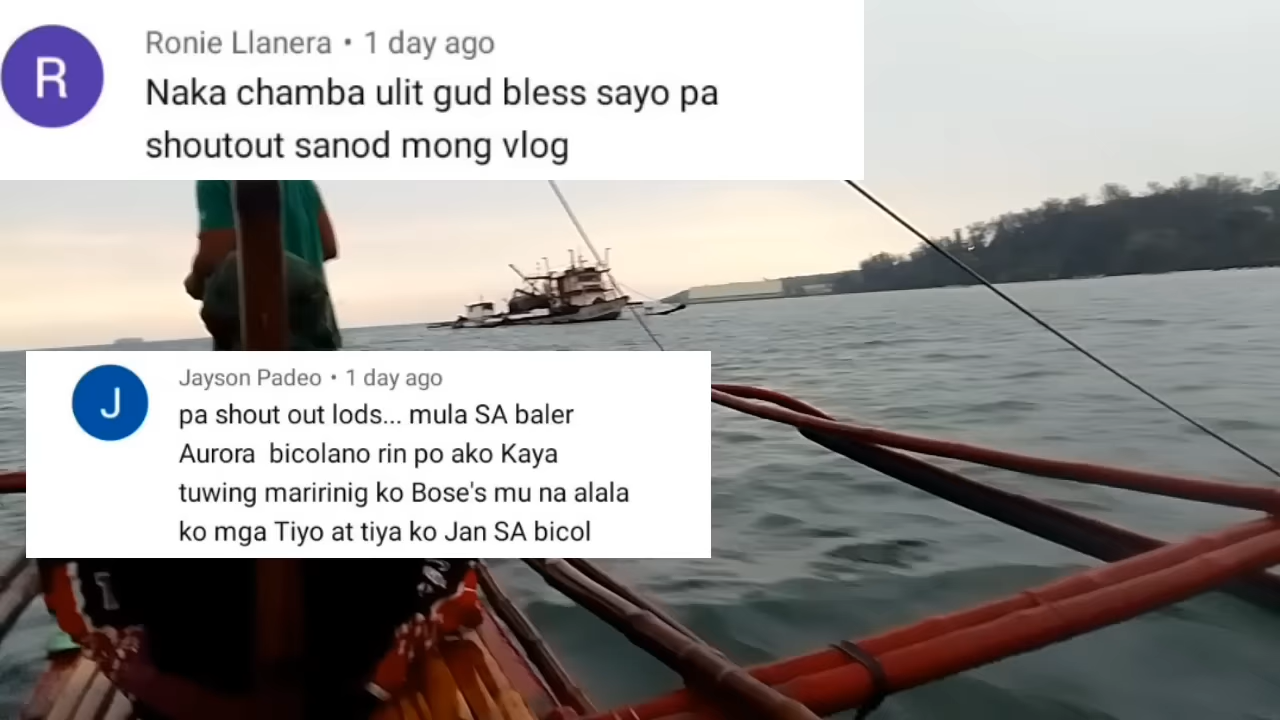 R
Ronie Llanera • 1 day ago
Naka chamba ulit gud bless sayo pa
shoutout sanod mong vlog
J
Jayson Padeo • 1 day ago
pa shout out lods... mula SA baler
Aurora bicolano rin po ako Kaya
tuwing maririnig ko Bose's mu na alala
ko mga Tiyo at tiya ko Jan SA bicol